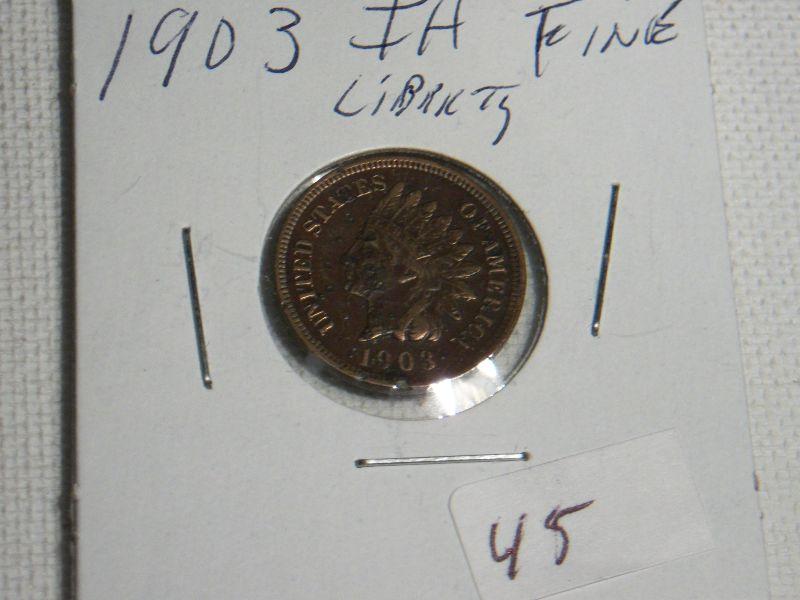 1903 IH FINE
LIBERTY
UNITED STATES OF AMERICA
1903
45